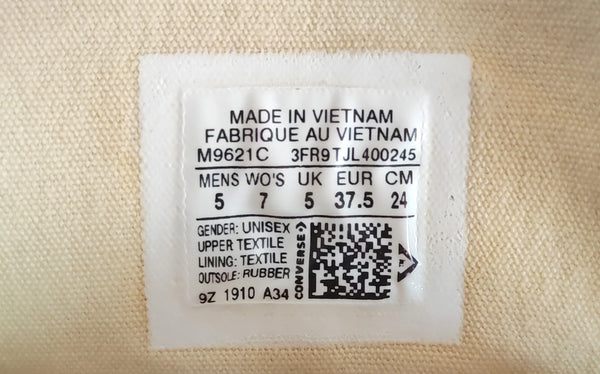 MADE IN VIETNAM
FABRIQUE AU VIETNAM
M9621C 3FR9TJL400245
MENS WO'S UK EUR CM
5 7 5 37.5 24
GENDER: UNISEX
UPPER TEXTILE
LINING: TEXTILE
OUTSOLE: RUBBER
9Z 1910 A34
CONVERSE